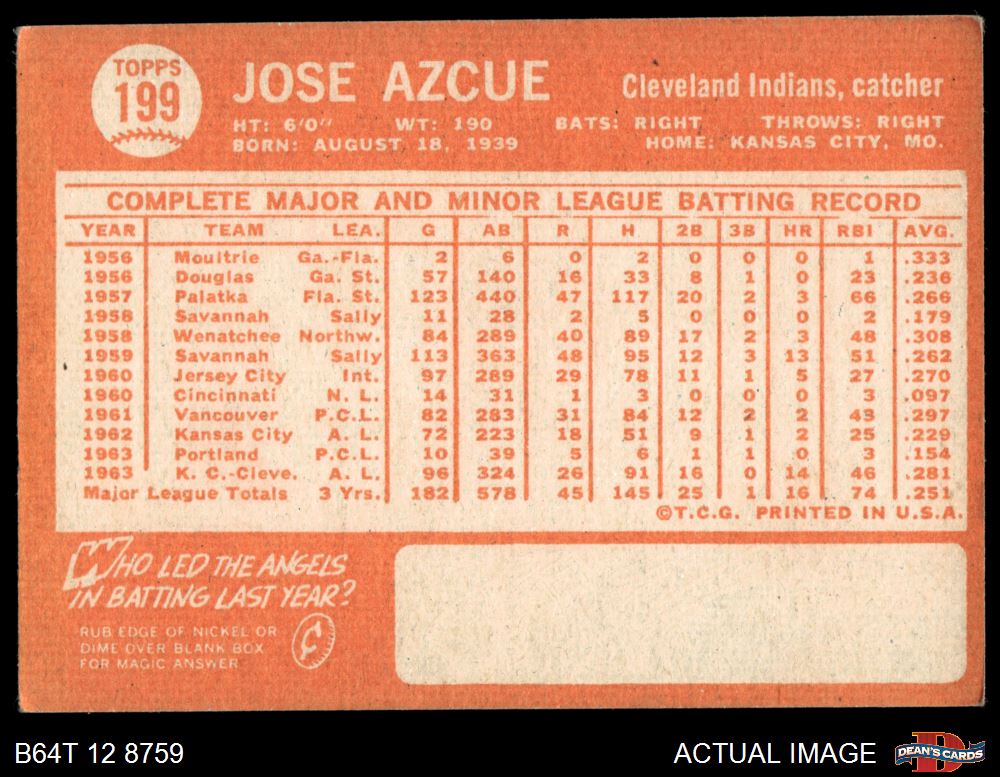 TOPPS
199
JOSE AZCUE
Cleveland Indians, catcher
HT: 6'0" WT: 190 BATS: RIGHT THROWS: RIGHT
BORN: AUGUST 18, 1939 HOME: KANSAS CITY, MO.
COMPLETE MAJOR AND MINOR LEAGUE BATTING RECORD
YEAR TEAM LEA. G AB R H 2B 3B HR RBI AVG.
1956 Moultrie Ga.-Fla. 2 6 0 2 0 0 0 1 .333
1956 Douglas Ga. St. 57 140 16 33 8 1 0 23 .236
1957 Palatka Fla. St. 123 440 47 117 20 2 3 66 .266
1958 Savannah Sally 11 28 2 5 0 0 0 2 .179
1958 Wenatchee Northw. 84 289 40 89 17 2 3 48 .308
1959 Savannah Sally 113 363 48 95 12 3 13 51 .262
1960 Jersey City Int. 97 289 29 78 11 1 5 27 .270
1960 Cincinnati N. L. 14 31 1 3 0 0 0 3 .097
1961 Vancouver P.C.L. 82 283 31 84 12 2 2 43 .297
1962 Kansas City A. L. 72 223 18 51 9 1 2 25 .229
1963 Portland P.C.L. 10 39 5 6 1 1 0 3 .154
1963 K. C.-Cleve. A. L. 96 324 26 91 16 0 14 46 .281
Major League Totals 3 Yrs. 182 578 45 145 25 1 16 74 .251
©T.C.G. PRINTED IN U.S.A.
WHO LED THE ANGELS
IN BATTING LAST YEAR?
RUB EDGE OF NICKEL OR
DIME OVER BLANK BOX
FOR MAGIC ANSWER
¢
B64T 12 8759
ACTUAL IMAGE
D
DEAN'S CARDS